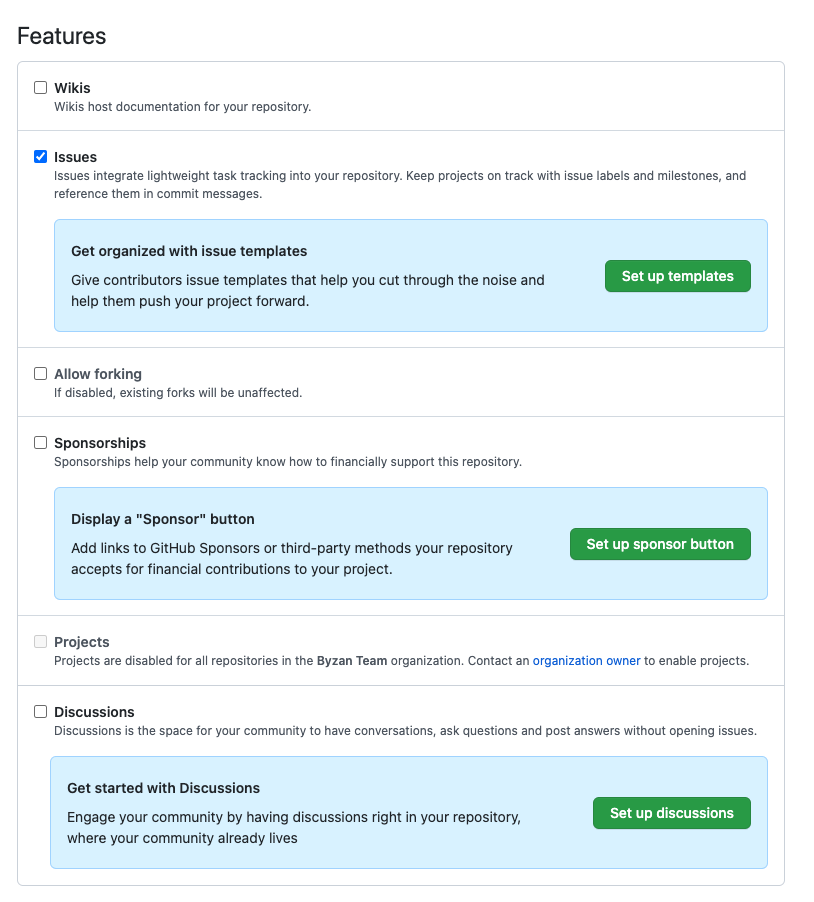 Features
Wikis
Wikis host documentation for your repository.
Issues
Issues integrate lightweight task tracking into your repository. Keep projects on track with issue labels and milestones, and
reference them in commit messages.
Get organized with issue templates
Give contributors issue templates that help you cut through the noise and
help them push your project forward.
Set up templates
Allow forking
If disabled, existing forks will be unaffected.
Sponsorships
Sponsorships help your community know how to financially support this repository.
Display a "Sponsor" button
Add links to GitHub Sponsors or third-party methods your repository
accepts for financial contributions to your project.
Set up sponsor button
Projects
Projects are disabled for all repositories in the Byzan Team organization. Contact an organization owner to enable projects.
Discussions
Discussions is the space for your community to have conversations, ask questions and post answers without opening issues.
Get started with Discussions
Engage your community by having discussions right in your repository,
where your community already lives
Set up discussions